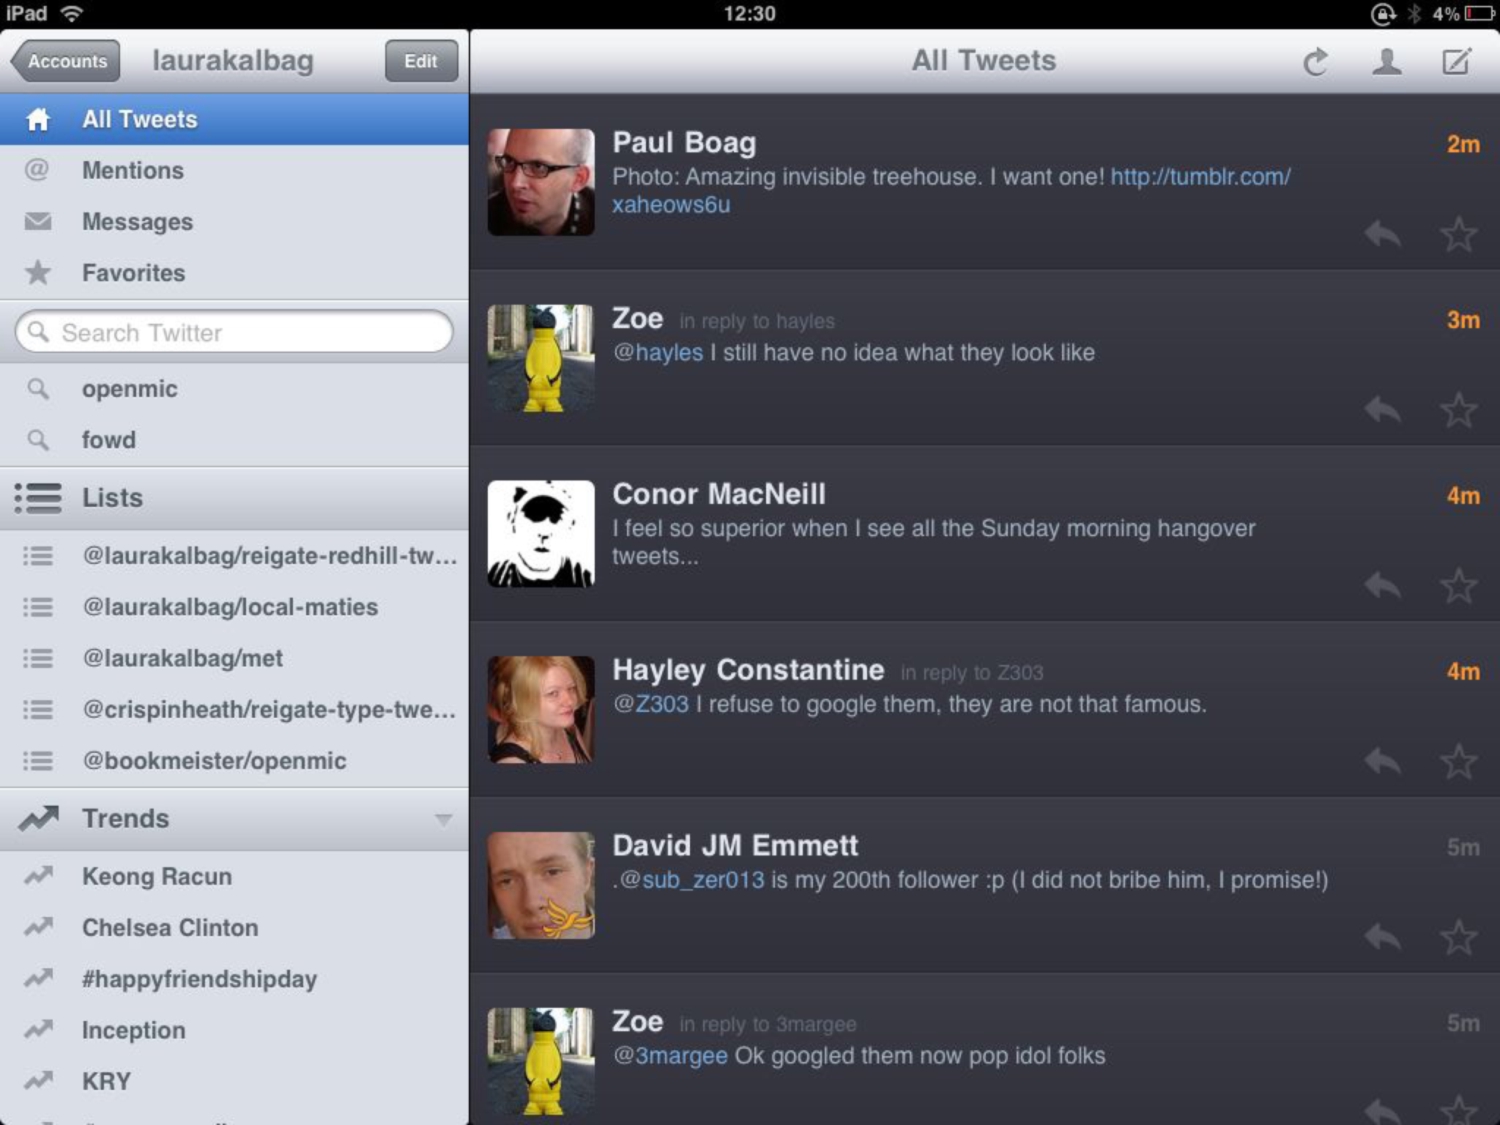 iPad 12:30 4%
Accounts laurakalbag Edit
All Tweets
@ Mentions
Messages
Favorites
Search Twitter
openmic
fowd
Lists
@laurakalbag/reigate-redhill-tw...
@laurakalbag/local-maties
@laurakalbag/met
@crispinheath/reigate-type-twe...
@bookmeister/openmic
Trends
Keong Racun
Chelsea Clinton
#happyfriendshipday
Inception
KRY
All Tweets
Paul Boag 2m
Photo: Amazing invisible treehouse. I want one! http://tumblr.com/
xaheows6u
Zoe in reply to hayles 3m
@hayles I still have no idea what they look like
Conor MacNeill 4m
I feel so superior when I see all the Sunday morning hangover
tweets...
Hayley Constantine in reply to Z303 4m
@Z303 I refuse to google them, they are not that famous.
David JM Emmett 5m
.@sub_zer013 is my 200th follower :p (I did not bribe him, I promise!)
Zoe in reply to 3margee 5m
@3margee Ok googled them now pop idol folks